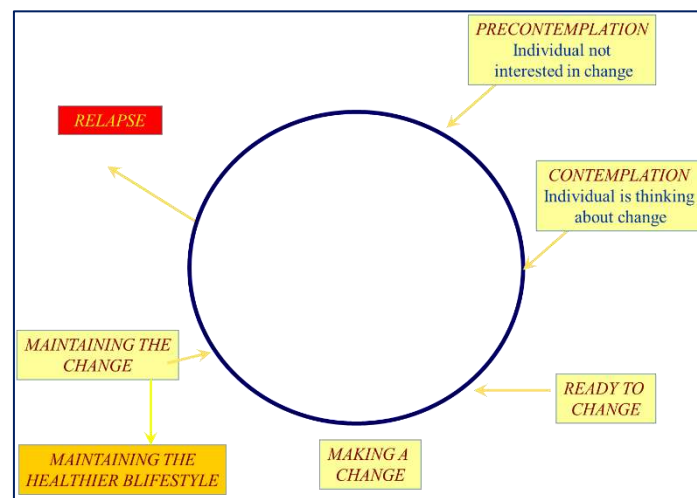 PRECONTEMPLATION
Individual not
interested in change
RELAPSE
CONTEMPLATION
Individual is thinking
about change
MAINTAINING THE
CHANGE
READY TO
CHANGE
MAKING A
CHANGE
MAINTAINING THE
HEALTHIER BLIFESTYLE